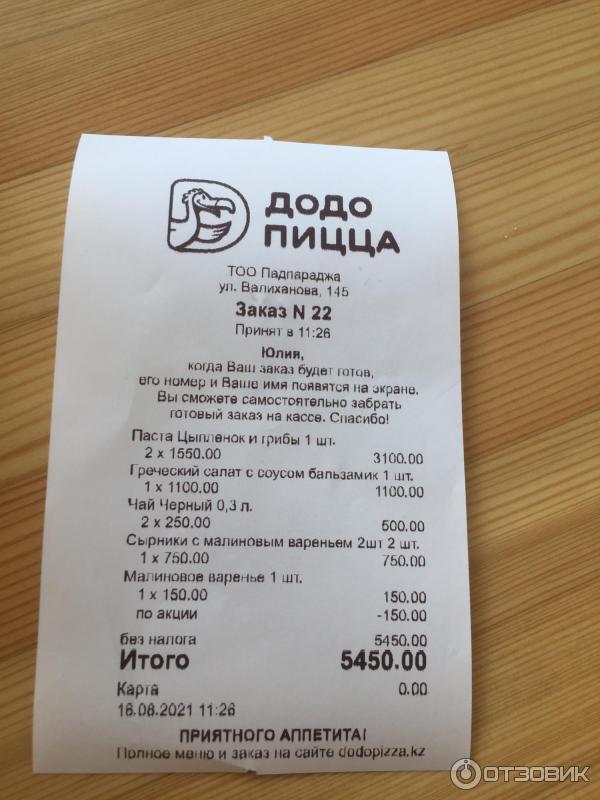 ДОДО
ПИЦЦА
ТОО Падпараджа
ул. Валиханова, 145
Заказ N 22
Принят в 11:26
Юлия,
когда Ваш заказ будет готов,
его номер и Ваше имя появятся на экране.
Вы сможете самостоятельно забрать
готовый заказ на кассе. Спасибо!
Паста Цыпленок и грибы 1 шт.
2 x 1550.00 3100.00
Греческий салат с соусом бальзамик 1 шт.
1 x 1100.00 1100.00
Чай Черный 0,3 л.
2 x 250.00 500.00
Сырники с малиновым вареньем 2шт 2 шт.
1 x 750.00 750.00
Малиновое варенье 1 шт.
1 x 150.00 150.00
по акции -150.00
без налога 5450.00
Итого 5450.00
Карта 0.00
16.08.2021 11:26
ПРИЯТНОГО АППЕТИТА!
Полное меню и заказ на сайте dodopizza.kz
ОТЗОВИК